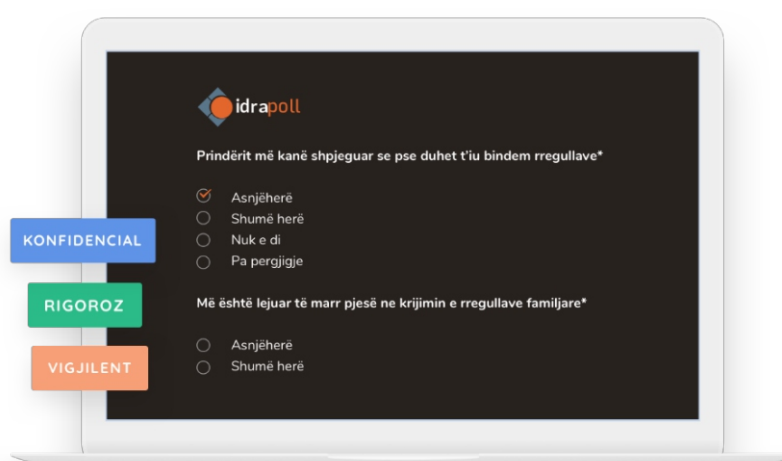 idrapoll
Prindërit më kanë shpjeguar se pse duhet t'iu bindem rregullave*
Asnjëherë
Shumë herë
Nuk e di
Pa pergjigje
Më është lejuar të marr pjesë ne krijimin e rregullave familjare*
Asnjëherë
Shumë herë
KONFIDENCIAL
RIGOROZ
VIGJILENT